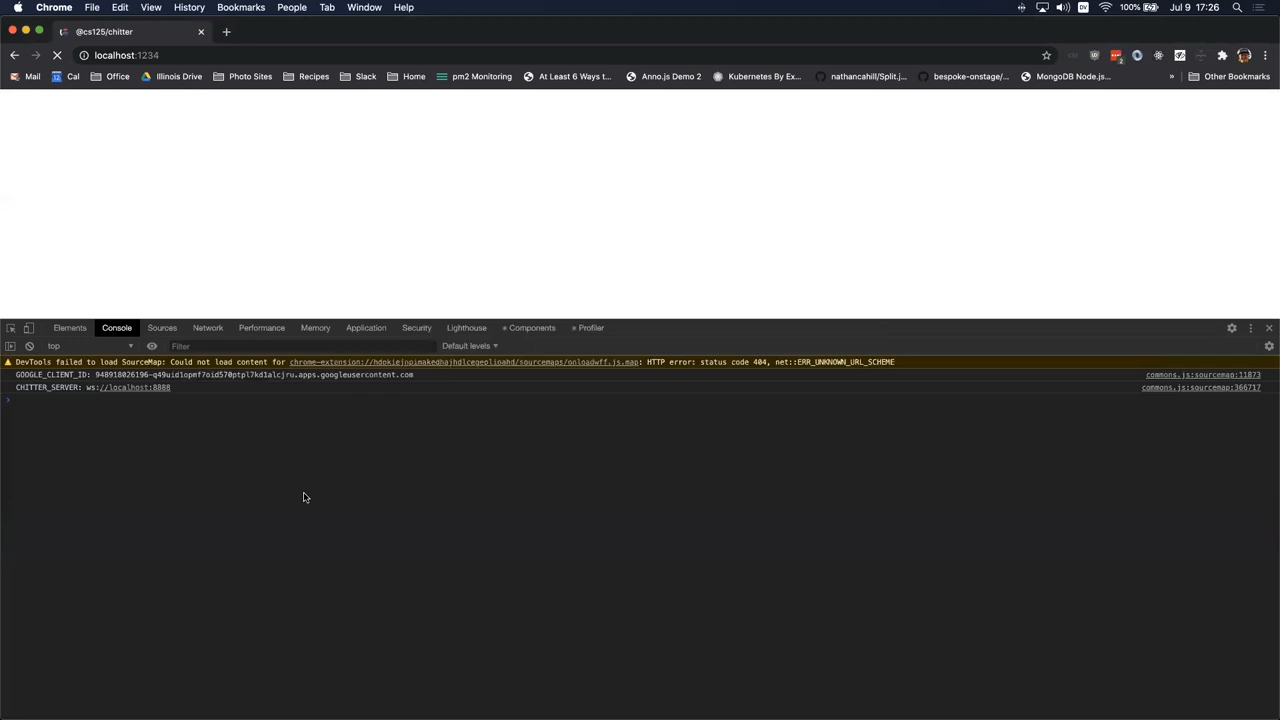 Chrome File Edit View History Bookmarks People Tab Window Help 100% Jul 9 17:26
@cs125/chitter
localhost:1234
Mail Cal Office Illinois Drive Photo Sites Recipes Slack Home pm2 Monitoring At Least 6 Ways t... Anno.js Demo 2 Kubernetes By Ex... nathancahill/Split.j... bespoke-onstage/... MongoDB Node.js... » Other Bookmarks
Elements Console Sources Network Performance Memory Application Security Lighthouse Components Profiler
top Filter Default levels
DevTools failed to load SourceMap: Could not load content for chrome-extension://hdokiejnpimakedhajhdlcegeplioahd/sourcemaps/onloadwff.js.map: HTTP error: status code 404, net::ERR_UNKNOWN_URL_SCHEME
GOOGLE_CLIENT_ID: commons.js:sourcemap:11873
CHITTER_SERVER: ws://localhost:8888 commons.js:sourcemap:366717